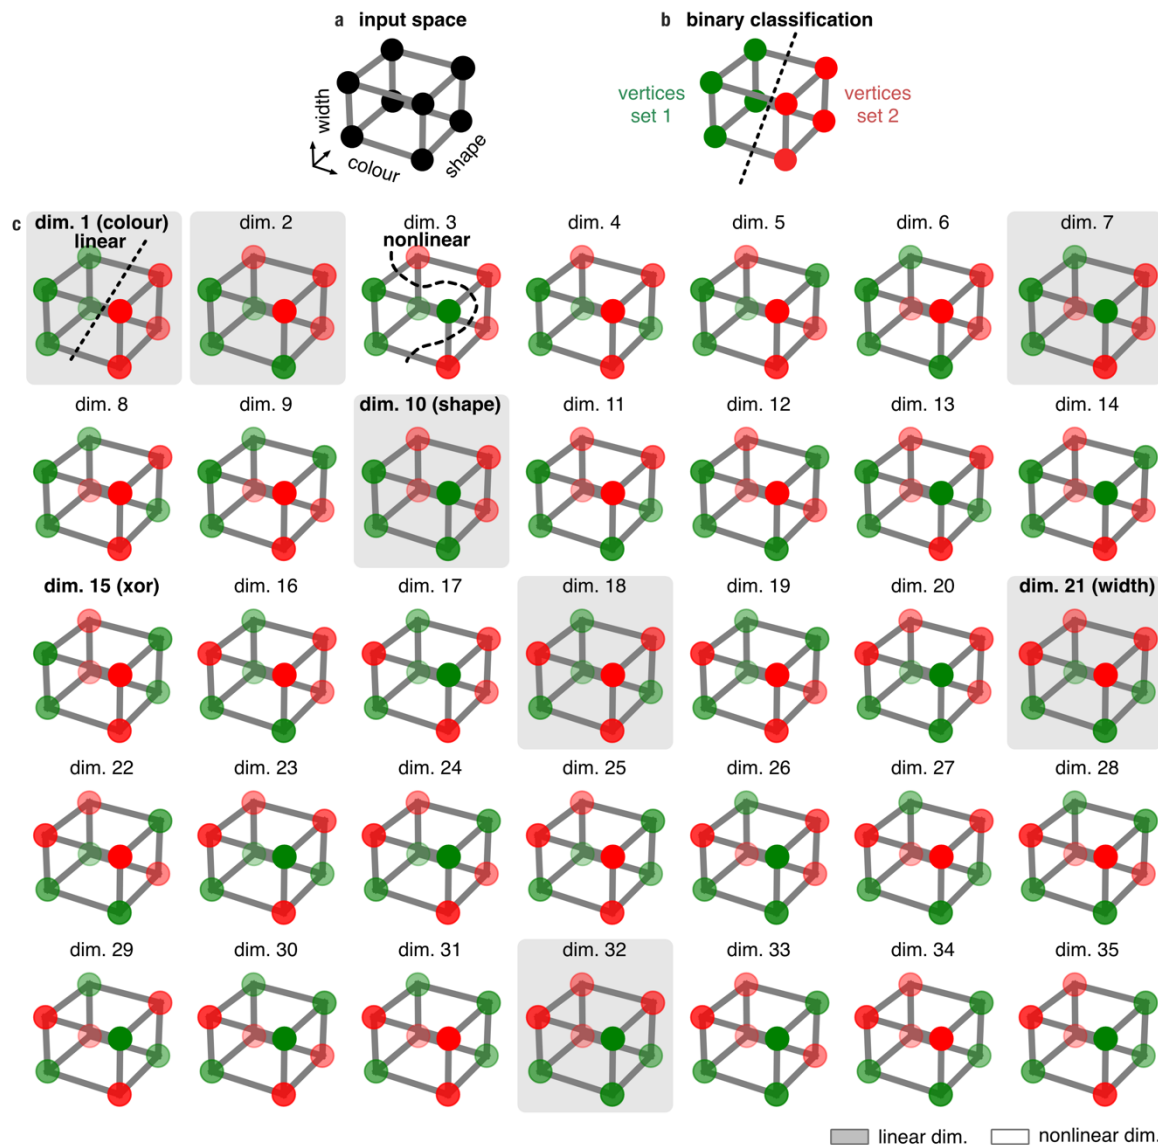 a input space
b binary classification
width
colour
shape
vertices
set 1
vertices
set 2
c
dim. 1 (colour)
linear
dim. 2
dim. 3
nonlinear
dim. 4
dim. 5
dim. 6
dim. 7
dim. 8
dim. 9
dim. 10 (shape)
dim. 11
dim. 12
dim. 13
dim. 14
dim. 15 (xor)
dim. 16
dim. 17
dim. 18
dim. 19
dim. 20
dim. 21 (width)
dim. 22
dim. 23
dim. 24
dim. 25
dim. 26
dim. 27
dim. 28
dim. 29
dim. 30
dim. 31
dim. 32
dim. 33
dim. 34
dim. 35
linear dim.
nonlinear dim.